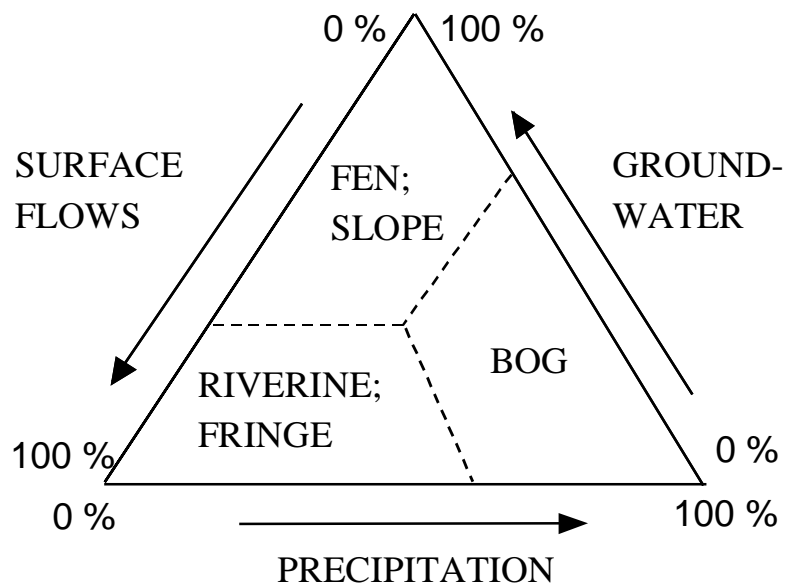 0 % 100 %
SURFACE
FLOWS
GROUND-
WATER
FEN;
SLOPE
BOG
RIVERINE;
FRINGE
100 %
0 %
0 %
100 %
PRECIPITATION